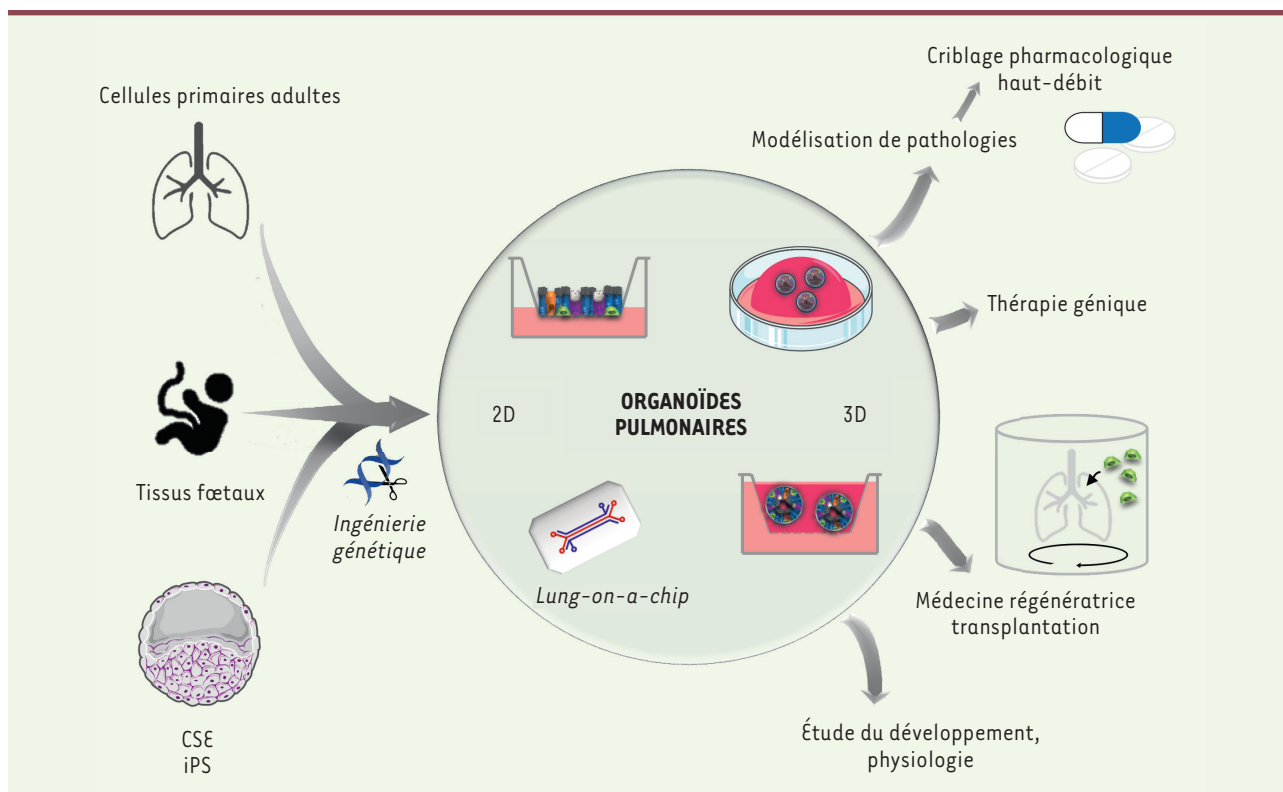 Cellules primaires adultes
Tissus fœtaux
Ingénierie
génétique
CSE
iPS
2D
ORGANOÏDES
PULMONAIRES
3D
Lung-on-a-chip
Criblage pharmacologique
haut-débit
Modélisation de pathologies
Thérapie génique
Médecine régénératrice
transplantation
Étude du développement,
physiologie